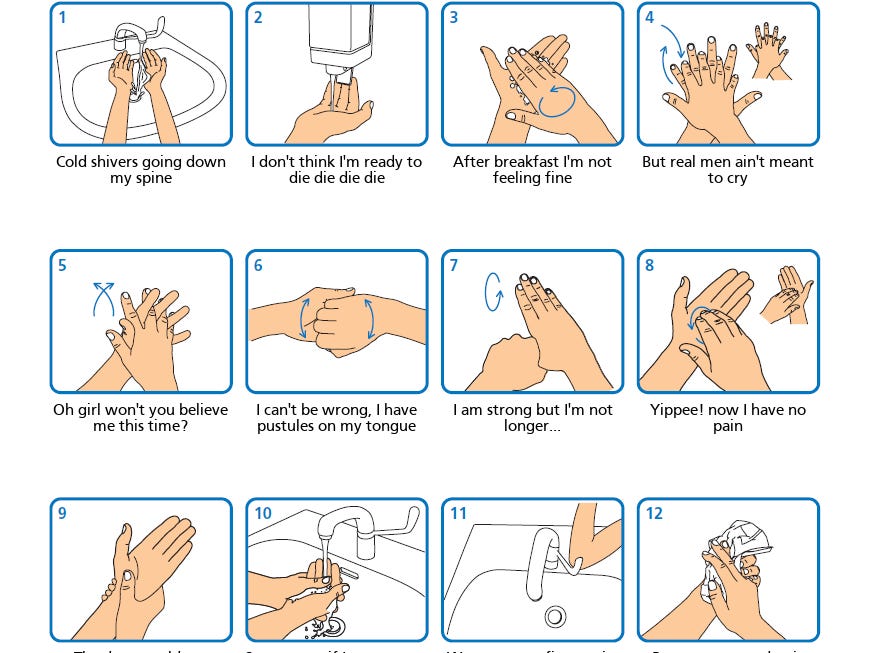 1
2
3
4
Cold shivers going down
my spine
I don't think I'm ready to
die die die die
After breakfast I'm not
feeling fine
But real men ain't meant
to cry
5
6
7
8
Oh girl won't you believe
me this time?
I can't be wrong, I have
pustules on my tongue
I am strong but I'm not
longer...
Yippee! now I have no
pain
9
10
11
12